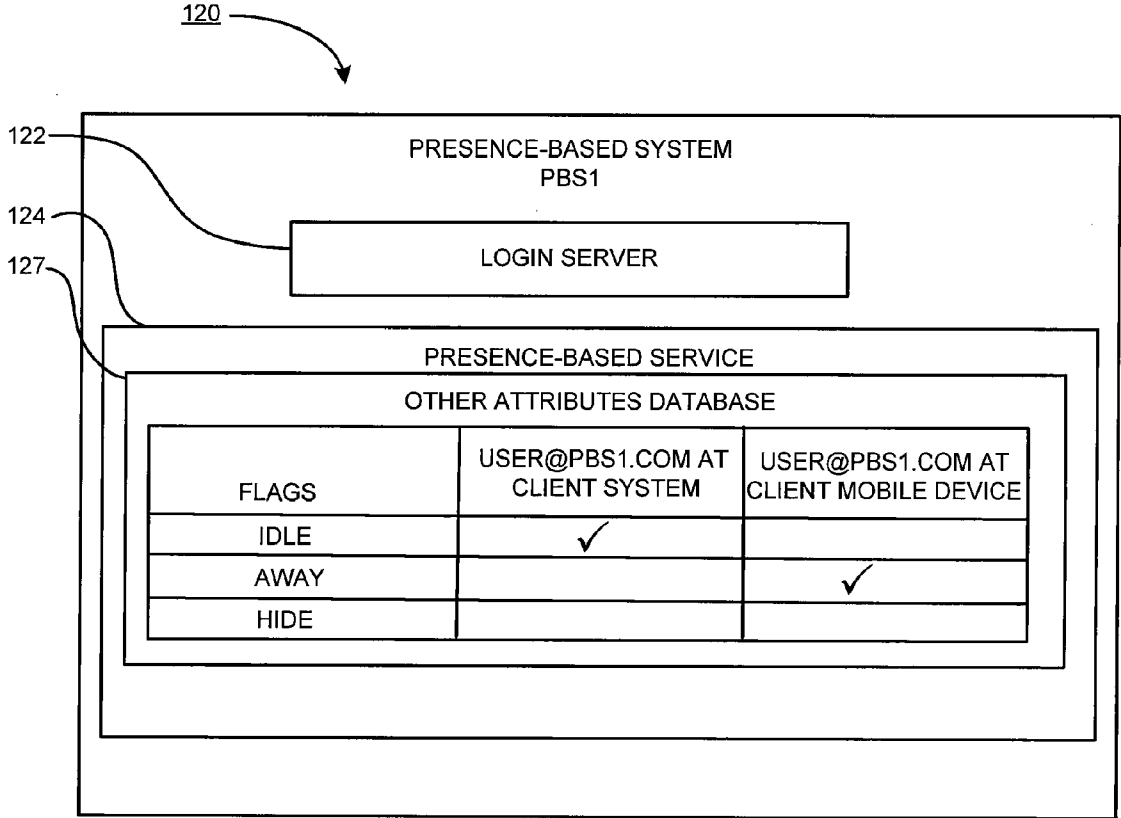 120
122
PRESENCE-BASED SYSTEM
PBS1
124
LOGIN SERVER
127
PRESENCE-BASED SERVICE
OTHER ATTRIBUTES DATABASE
FLAGS
USER@PBS1.COM AT
CLIENT SYSTEM
USER@PBS1.COM AT
CLIENT MOBILE DEVICE
IDLE ✓
AWAY ✓
HIDE